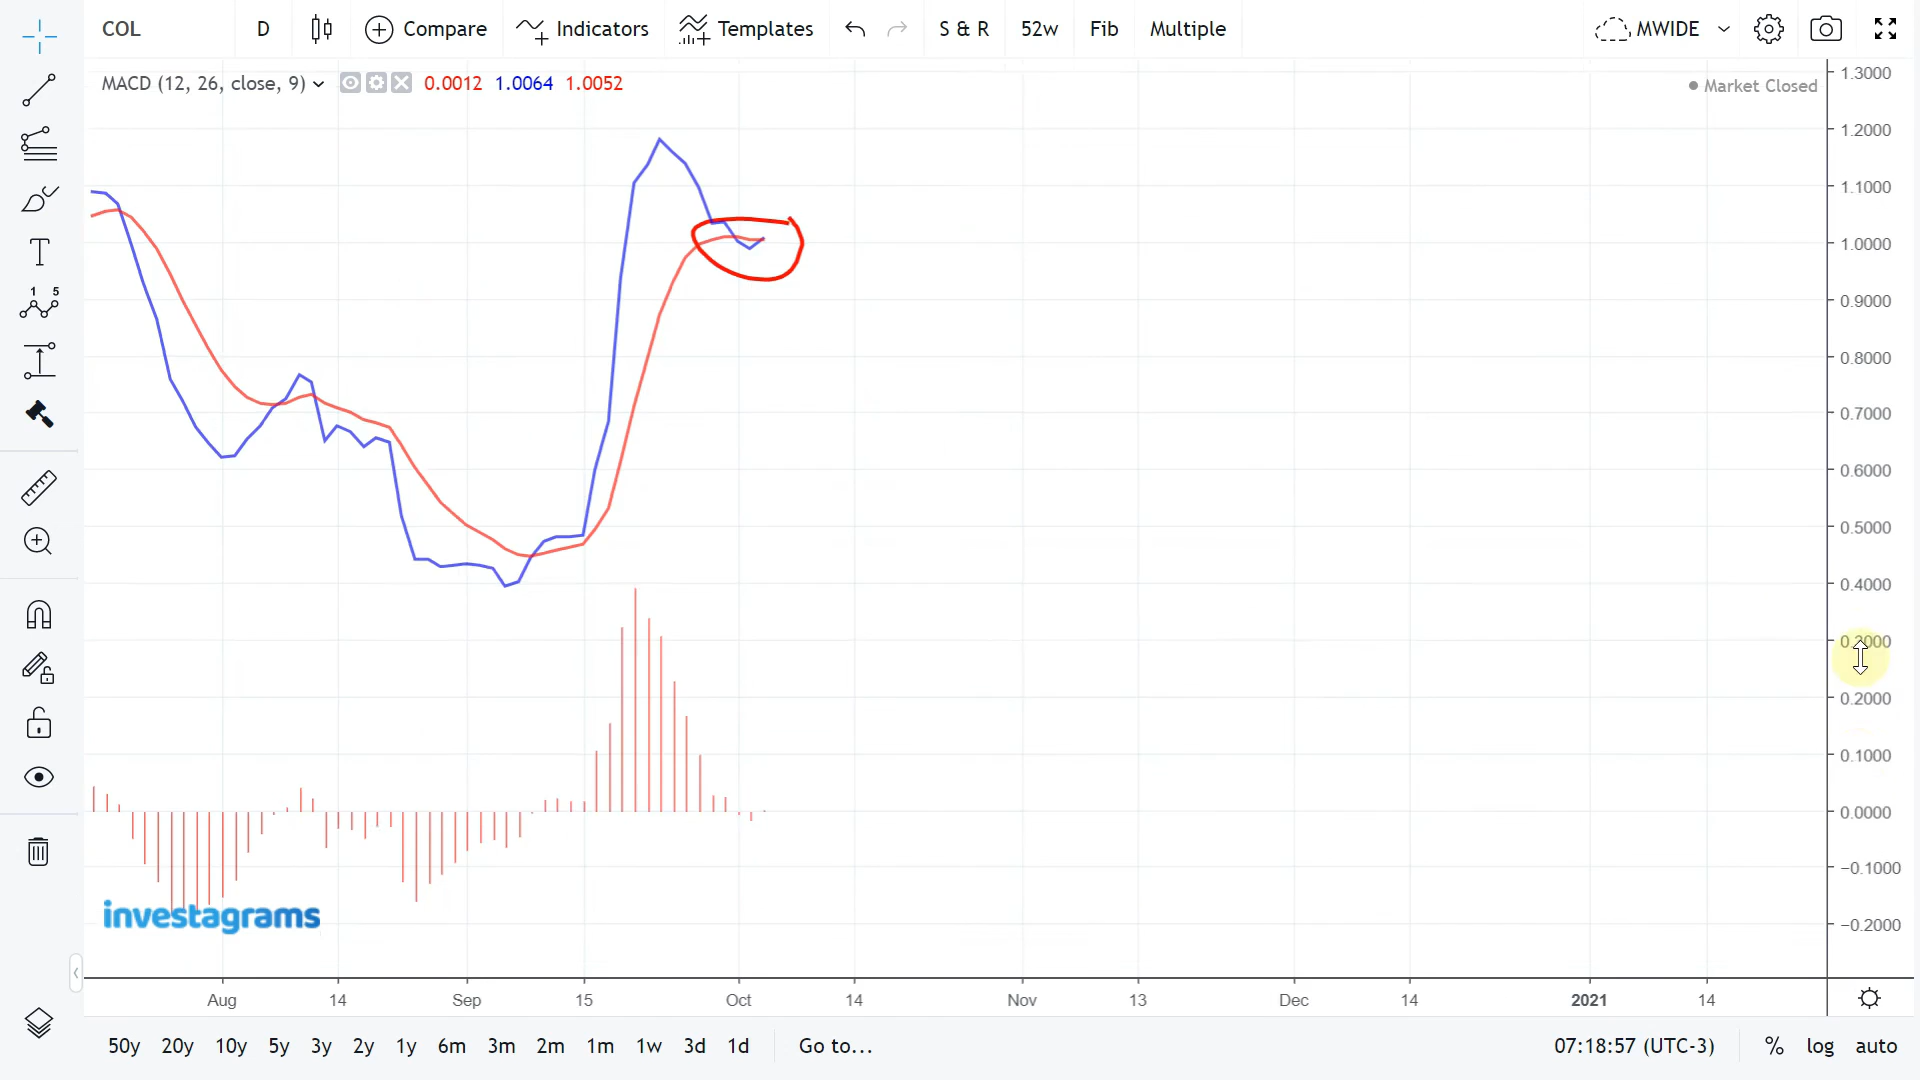 COL D Compare Indicators Templates S & R 52w Fib Multiple MWIDE
MACD (12, 26, close, 9) 0.0012 1.0064 1.0052
Market Closed
1.3000
1.2000
1.1000
1.0000
0.9000
0.8000
0.7000
0.6000
0.5000
0.4000
0.3000
0.2000
0.1000
0.0000
−0.1000
−0.2000
1 5
investagrams
Aug 14 Sep 15 Oct 14 Nov 13 Dec 14 2021 14
50y 20y 10y 5y 3y 2y 1y 6m 3m 2m 1m 1w 3d 1d Go to... 07:18:57 (UTC-3) % log auto